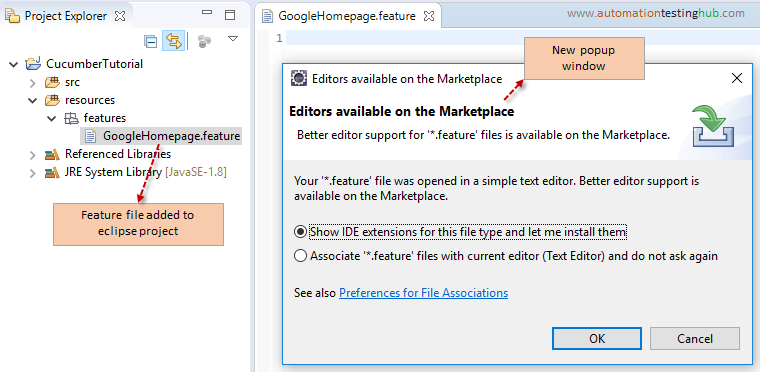 Project Explorer
CucumberTutorial
src
resources
features
GoogleHomepage.feature
Referenced Libraries
JRE System Library [JavaSE-1.8]
Feature file added to
eclipse project
GoogleHomepage.feature
www.automationtestinghub.com
1
New popup
window
Editors available on the Marketplace
Editors available on the Marketplace
Better editor support for '*.feature' files is available on the Marketplace.
Your '*.feature' file was opened in a simple text editor. Better editor support is
available on the Marketplace.
Show IDE extensions for this file type and let me install them
Associate '*.feature' files with current editor (Text Editor) and do not ask again
See also Preferences for File Associations
OK
Cancel